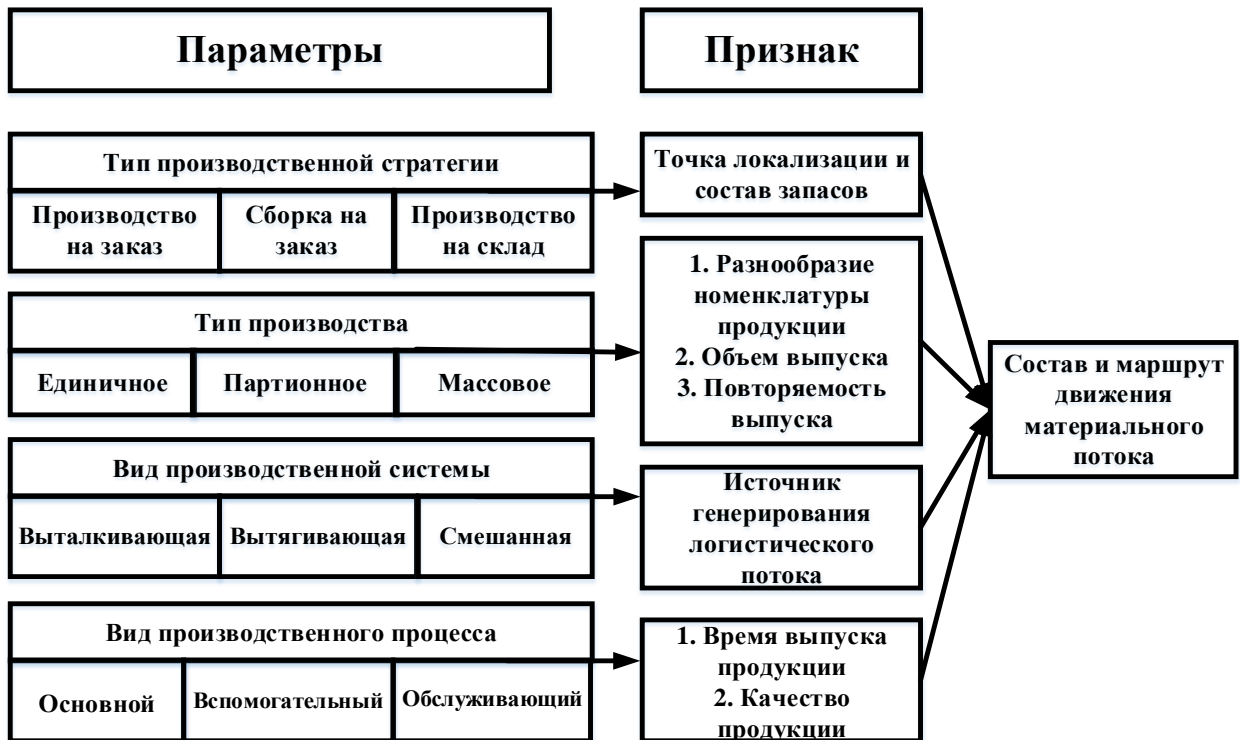 Параметры
Признак
Тип производственной стратегии
Производство
на заказ
Сборка на
заказ
Производство
на склад
Точка локализации и
состав запасов
Тип производства
Единичное
Партионное
Массовое
1. Разнообразие
номенклатуры
продукции
2. Объем выпуска
3. Повторяемость
выпуска
Вид производственной системы
Выталкивающая
Вытягивающая
Смешанная
Источник
генерирования
логистического
потока
Вид производственного процесса
Основной
Вспомогательный
Обслуживающий
1. Время выпуска
продукции
2. Качество
продукции
Состав и маршрут
движения
материального
потока